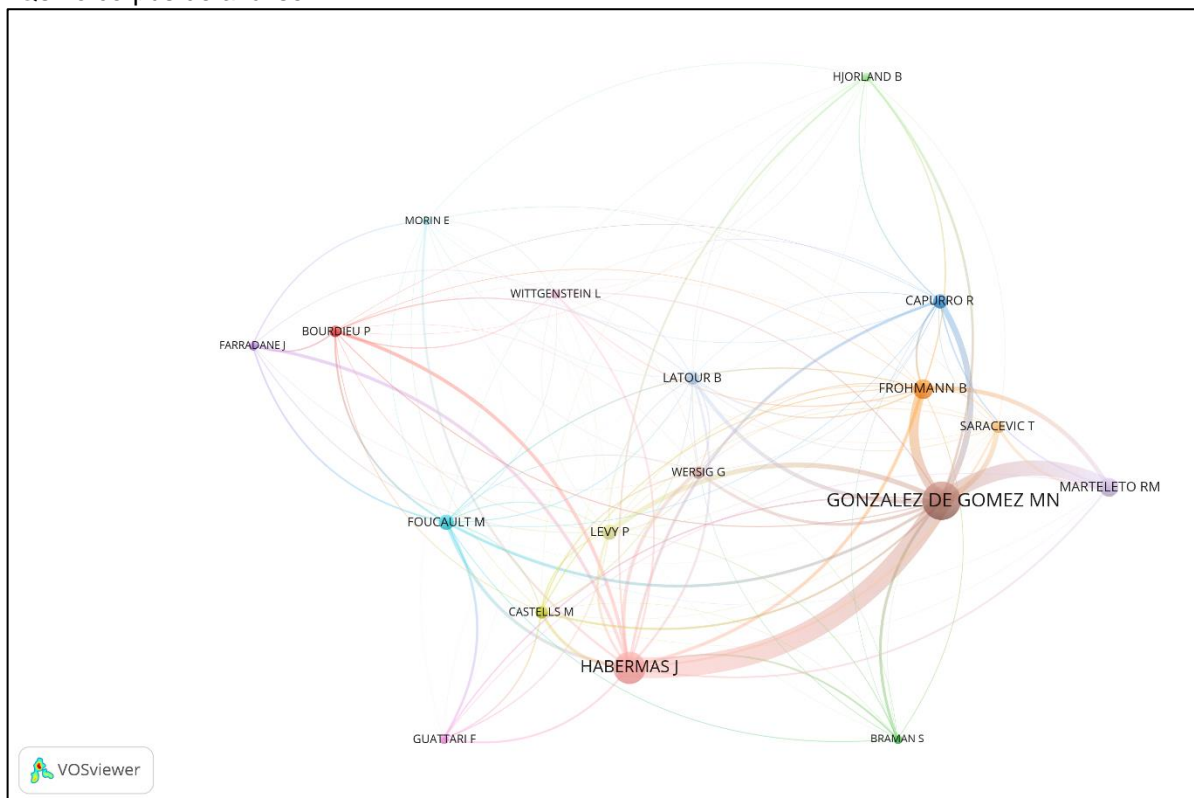 HJORLAND B
MORIN E
WITTGENSTEIN L
CAPURRO R
BOURDIEU P
FARRADANE J
LATOUR B
FROHMANN B
SARACEVIC T
WERSIG G
MARTELETO RM
GONZALEZ DE GOMEZ MN
FOUCAULT M
LEVY P
CASTELLS M
HABERMAS J
GUATTARI F
BRAMAN S
VOSviewer